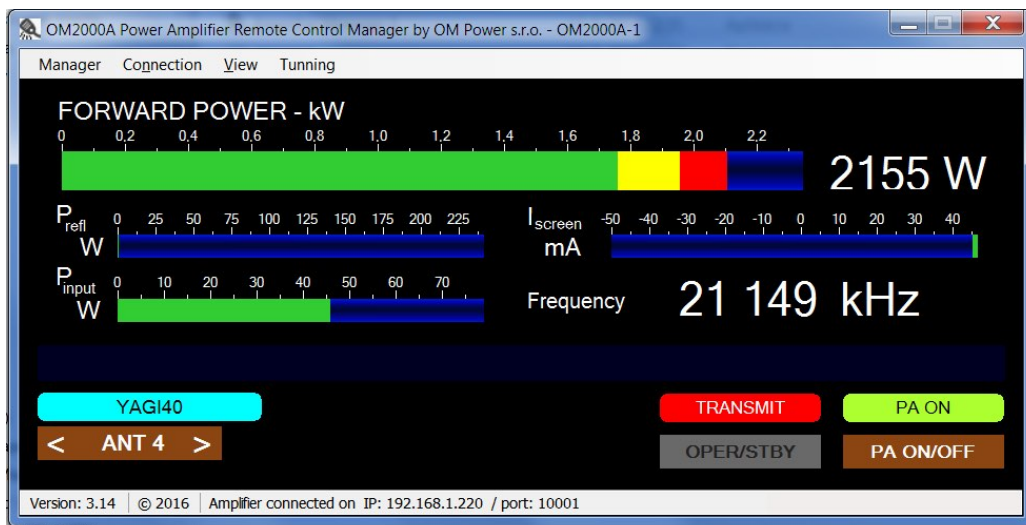 OM2000A Power Amplifier Remote Control Manager by OM Power s.r.o. - OM2000A-1
Manager Connection View Tunning
FORWARD POWER - kW
0 0,2 0,4 0,6 0,8 1,0 1,2 1,4 1,6 1,8 2,0 2,2
2155 W
Prefl W
0 25 50 75 100 125 150 175 200 225
Iscreen mA
-50 -40 -30 -20 -10 0 10 20 30 40
Pinput W
0 10 20 30 40 50 60 70
Frequency 21 149 kHz
YAGI40
TRANSMIT PA ON
< ANT 4 >
OPER/STBY PA ON/OFF
Version: 3.14 © 2016 Amplifier connected on IP: 192.168.1.220 / port: 10001